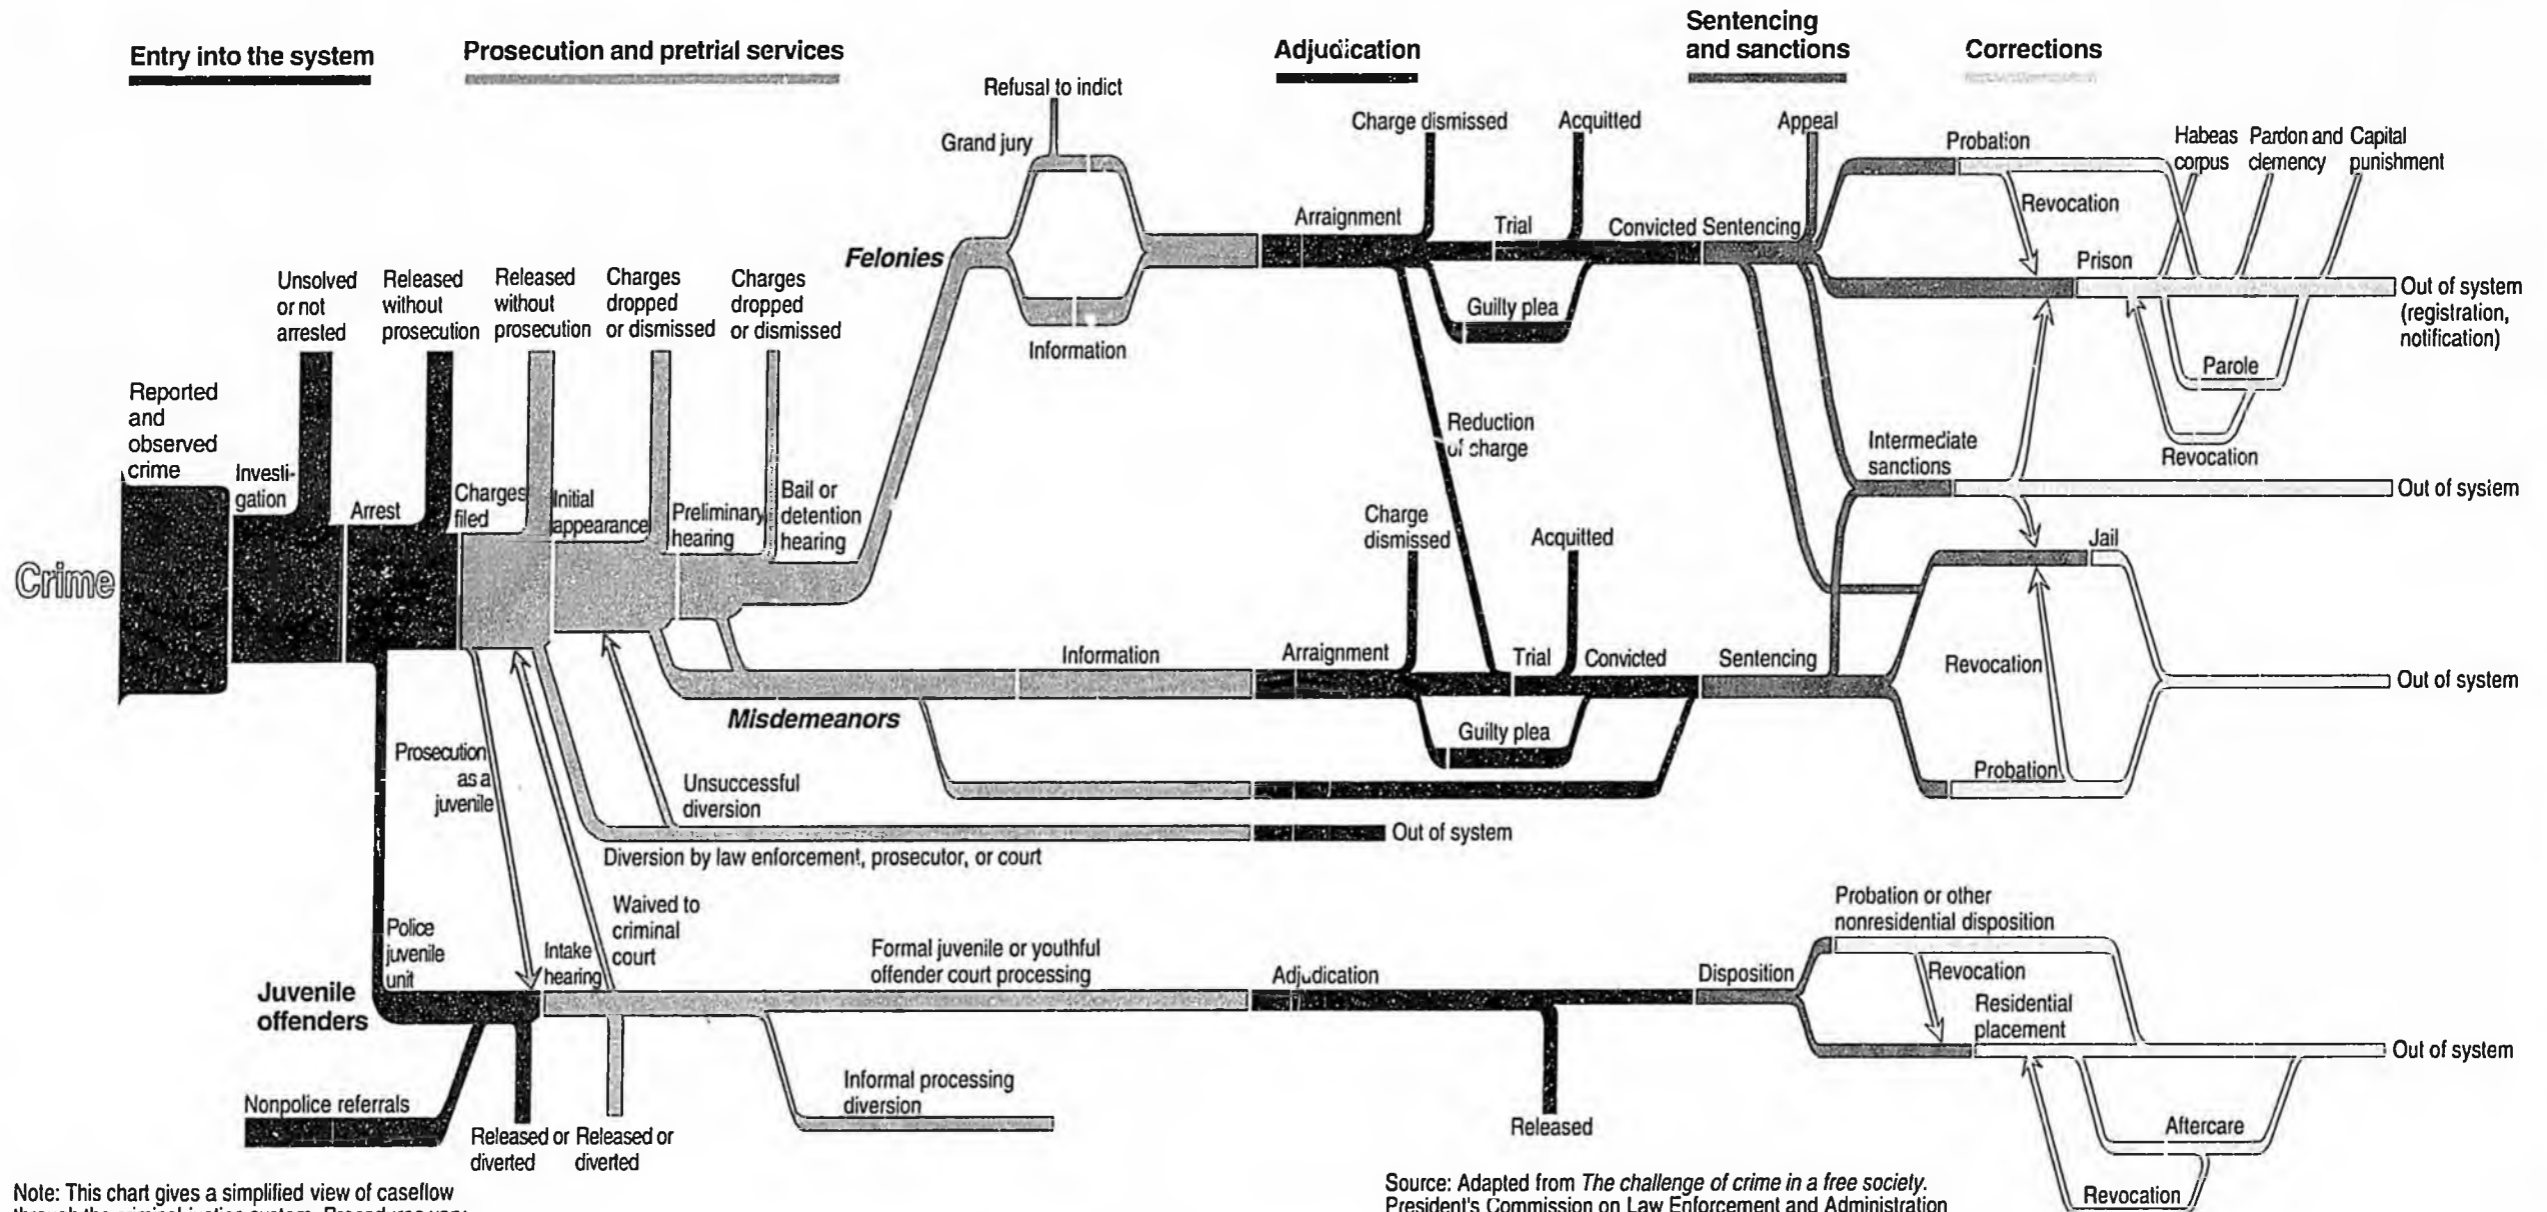 Entry into the system
Prosecution and pretrial services
Adjudication
Sentencing
and sanctions
Corrections
Refusal to indict
Grand jury
Felonies
Information
Charge dismissed
Acquitted
Arraignment
Trial
Convicted
Guilty plea
Reduction
of charge
Sentencing
Appeal
Probation
Revocation
Prison
Habeas
corpus
Pardon and
clemency
Capital
punishment
Out of system
(registration,
notification)
Parole
Revocation
Intermediate
sanctions
Out of system
Unsolved
or not
arrested
Released
without
prosecution
Released
without
prosecution
Charges
dropped
or dismissed
Charges
dropped
or dismissed
Reported
and
observed
crime
Investi-
gation
Arrest
Charges
filed
Initial
appearance
Preliminary
hearing
Bail or
detention
hearing
Crime
Misdemeanors
Information
Charge
dismissed
Acquitted
Arraignment
Trial
Convicted
Guilty plea
Sentencing
Jail
Revocation
Probation
Out of system
Unsuccessful
diversion
Out of system
Diversion by law enforcement, prosecutor, or court
Prosecution
as a
juvenile
Waived to
criminal
court
Police
juvenile
unit
Juvenile
offenders
Intake
hearing
Formal juvenile or youthful
offender court processing
Adjudication
Released
Disposition
Probation or other
nonresidential disposition
Revocation
Residential
placement
Out of system
Aftercare
Revocation
Nonpolice referrals
Released or
diverted
Released or
diverted
Informal processing
diversion
Note: This chart gives a simplified view of caseflow
through the criminal justice system. Procedures vary
Source: Adapted from The challenge of crime in a free society.
President's Commission on Law Enforcement and Administration